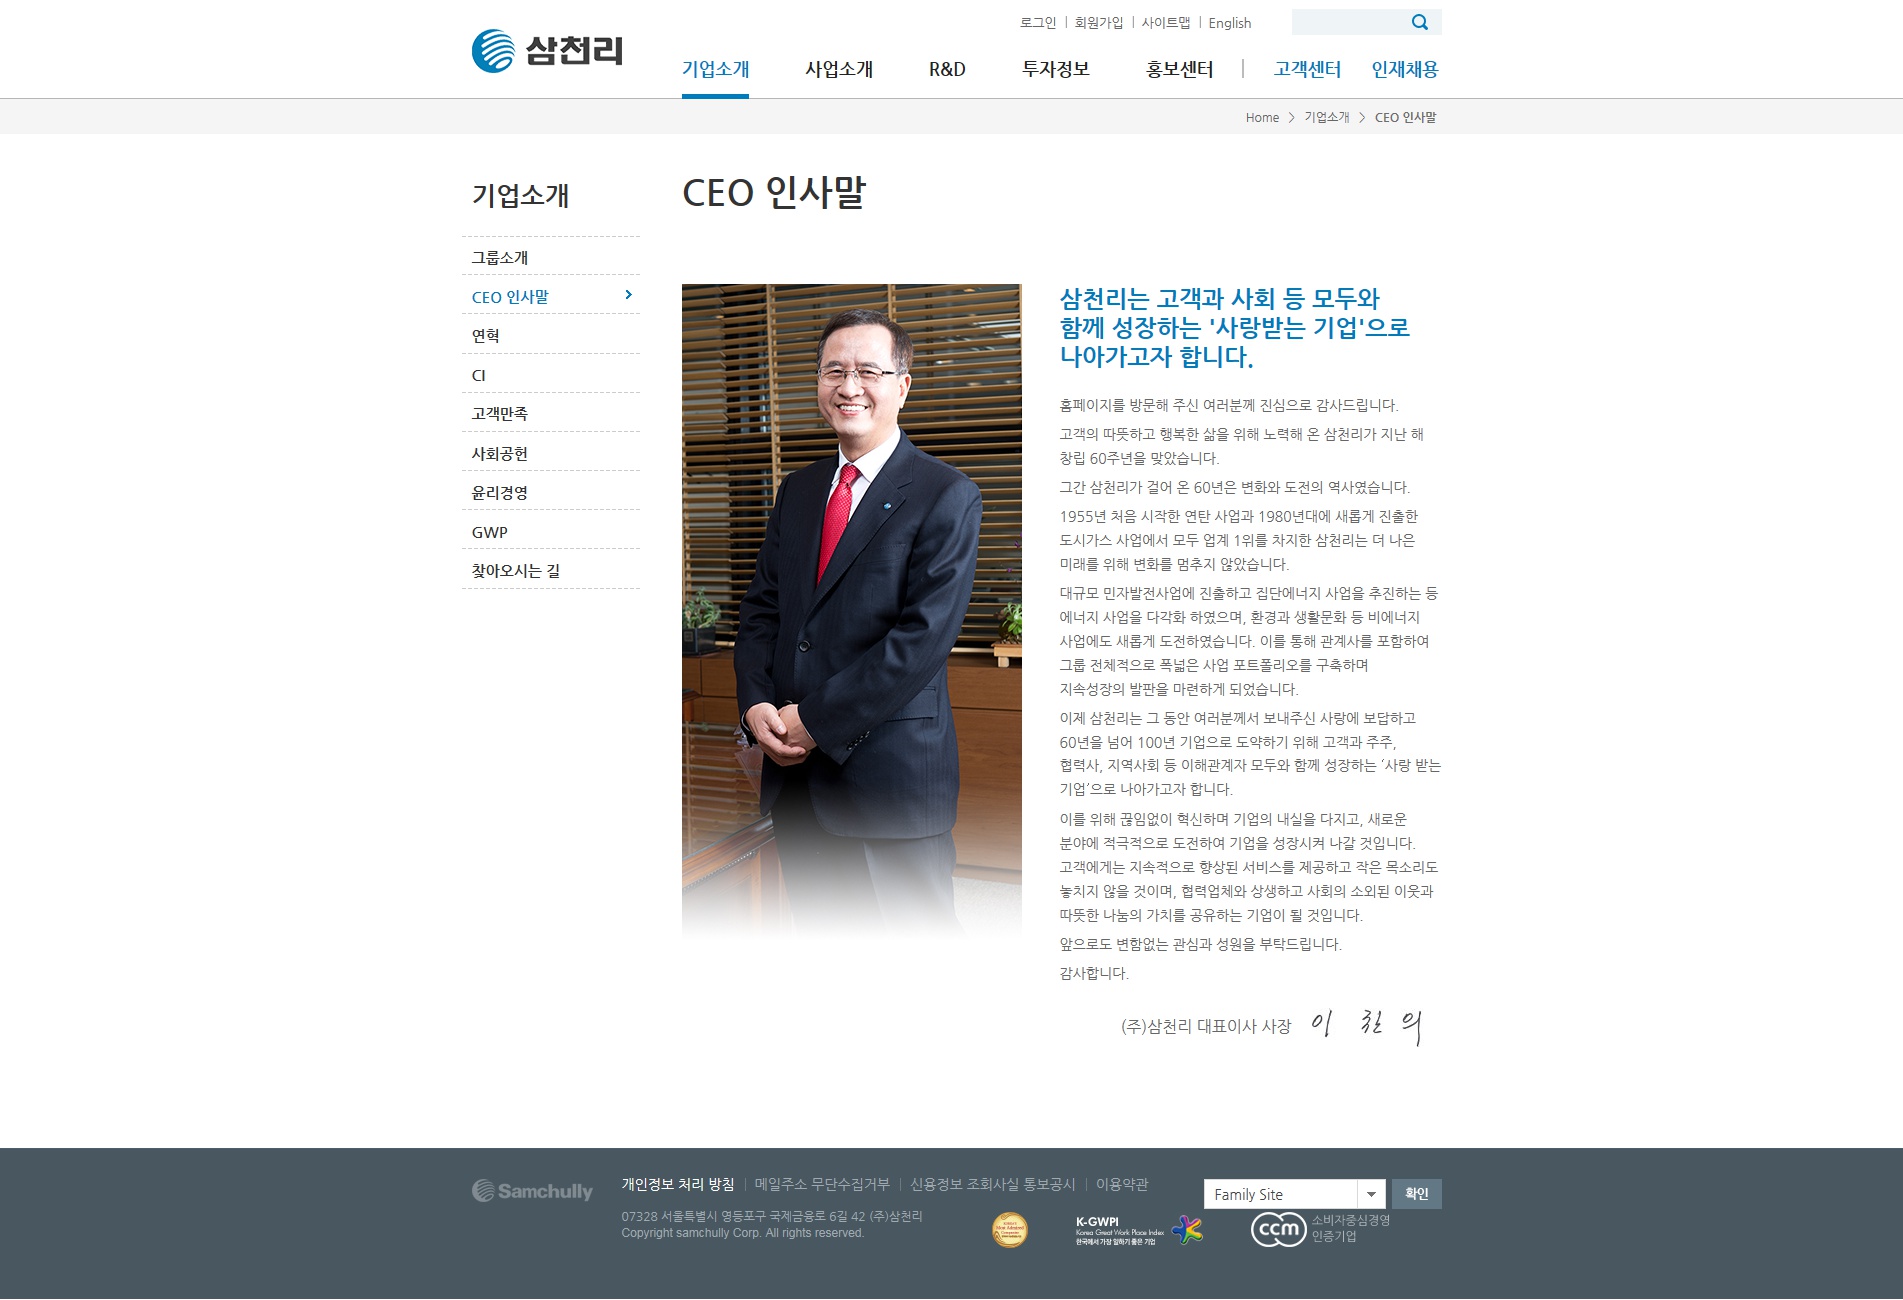 로그인 | 회원가입 | 사이트맵 | English
삼천리
기업소개 사업소개 R&D 투자정보 홍보센터 | 고객센터 인재채용
Home > 기업소개 > CEO 인사말
기업소개
그룹소개
CEO 인사말
연혁
CI
고객만족
사회공헌
윤리경영
GWP
찾아오시는 길
CEO 인사말
삼천리는 고객과 사회 등 모두와
함께 성장하는 '사랑받는 기업'으로
나아가고자 합니다.
홈페이지를 방문해 주신 여러분께 진심으로 감사드립니다.
고객의 따뜻하고 행복한 삶을 위해 노력해 온 삼천리가 지난 해
창립 60주년을 맞았습니다.
그간 삼천리가 걸어 온 60년은 변화와 도전의 역사였습니다.
1955년 처음 시작한 연탄 사업과 1980년대에 새롭게 진출한
도시가스 사업에서 모두 업계 1위를 차지한 삼천리는 더 나은
미래를 위해 변화를 멈추지 않았습니다.
대규모 민자발전사업에 진출하고 집단에너지 사업을 추진하는 등
에너지 사업을 다각화 하였으며, 환경과 생활문화 등 비에너지
사업에도 새롭게 도전하였습니다. 이를 통해 관계사를 포함하여
그룹 전체적으로 폭넓은 사업 포트폴리오를 구축하며
지속성장의 발판을 마련하게 되었습니다.
이제 삼천리는 그 동안 여러분께서 보내주신 사랑에 보답하고
60년을 넘어 100년 기업으로 도약하기 위해 고객과 주주,
협력사, 지역사회 등 이해관계자 모두와 함께 성장하는 ‘사랑 받는
기업’으로 나아가고자 합니다.
이를 위해 끊임없이 혁신하며 기업의 내실을 다지고, 새로운
분야에 적극적으로 도전하여 기업을 성장시켜 나갈 것입니다.
고객에게는 지속적으로 향상된 서비스를 제공하고 작은 목소리도
놓치지 않을 것이며, 협력업체와 상생하고 사회의 소외된 이웃과
따뜻한 나눔의 가치를 공유하는 기업이 될 것입니다.
앞으로도 변함없는 관심과 성원을 부탁드립니다.
감사합니다.
(주)삼천리 대표이사 사장 이 찬 의
Samchully
개인정보 처리 방침 | 메일주소 무단수집거부 | 신용정보 조회사실 통보공시 | 이용약관
Family Site 확인
07328 서울특별시 영등포구 국제금융로 6길 42 (주)삼천리
Copyright samchully Corp. All rights reserved.
K-GWPI
Korea Great Work Place Index
한국에서 가장 일하기 좋은 기업
ccm 소비자중심경영
인증기업